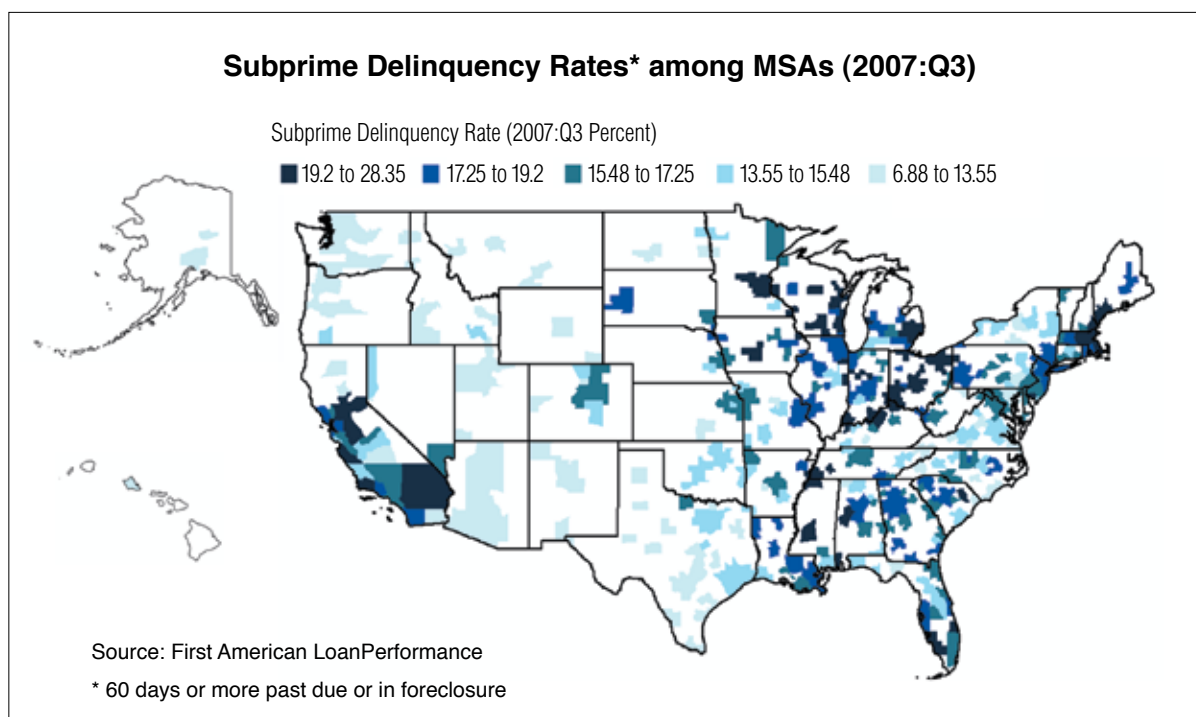 Subprime Delinquency Rates* among MSAs (2007:Q3)
Subprime Delinquency Rate (2007:Q3 Percent)
19.2 to 28.35 17.25 to 19.2 15.48 to 17.25 13.55 to 15.48 6.88 to 13.55
Source: First American LoanPerformance
* 60 days or more past due or in foreclosure